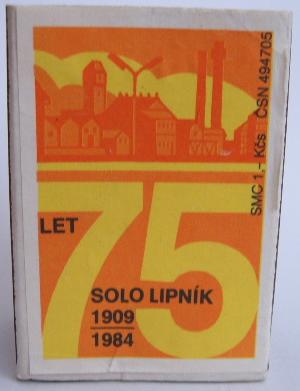 75
LET
SOLO LIPNÍK
1909
1984
SMC 1,- Kčs ČSN 494705